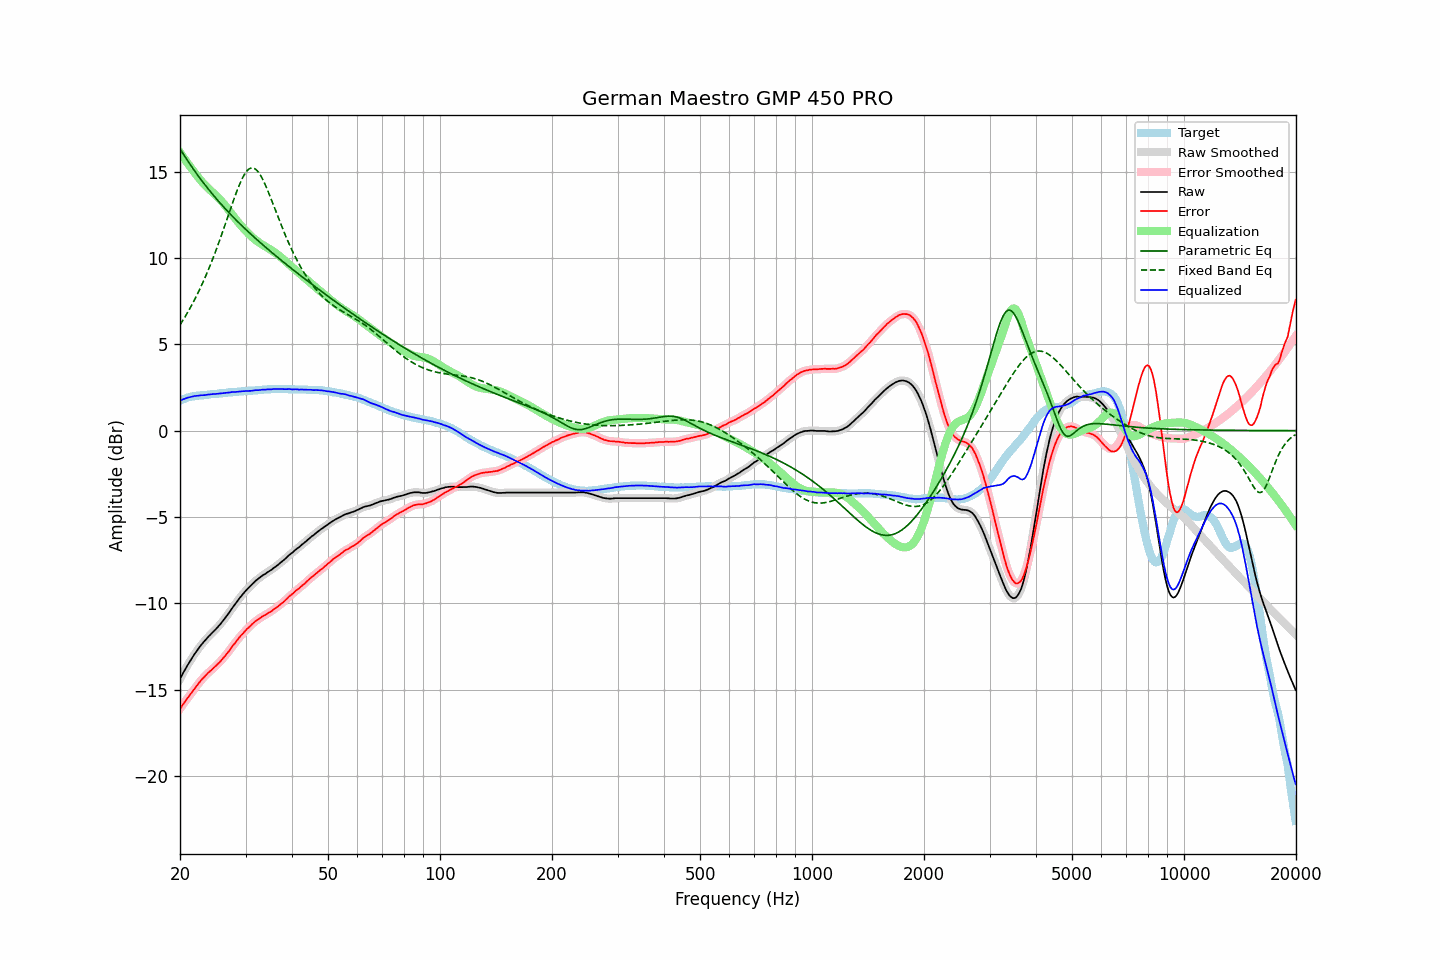 German Maestro GMP 450 PRO
Target
Raw Smoothed
Error Smoothed
Raw
Error
Equalization
Parametric Eq
Fixed Band Eq
Equalized
Amplitude (dBr)
15
10
5
0
−5
−10
−15
−20
20 50 100 200 500 1000 2000 5000 10000 20000
Frequency (Hz)